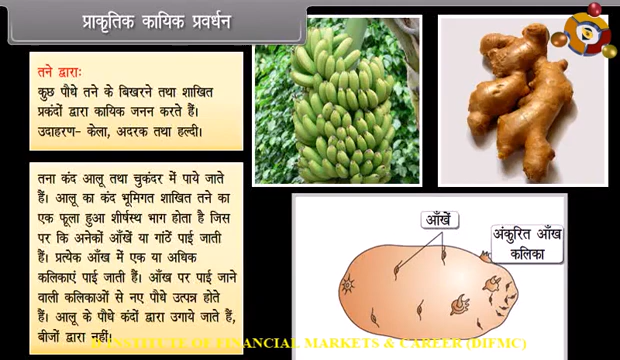 प्राकृतिक कायिक प्रवर्धन
तने द्वाराः
कुछ पौधे तने के बिखरने तथा शाखित
प्रकंदों द्वारा कायिक जनन करते हैं।
उदाहरण- केला, अदरक तथा हल्दी।
तना कंद आलू तथा चुकंदर में पाये जाते
हैं। आलू का कंद भूमिगत शाखित तने का
एक फूला हुआ शीर्षस्थ भाग होता है जिस
पर कि अनेकों आँखें या गांठें पाई जाती
हैं। प्रत्येक आँख में एक या अधिक
कलिकाएं पाई जाती हैं। आँख पर पाई जाने
वाली कलिकाओं से नए पौधे उत्पन्न होते
हैं। आलू के पौधे कंदों द्वारा उगाये जाते हैं,
बीजों द्वारा नहीं।
आँखें
अंकुरित आँख
कलिका
INSTITUTE OF FINANCIAL MARKETS & CAREER (DIFMC)